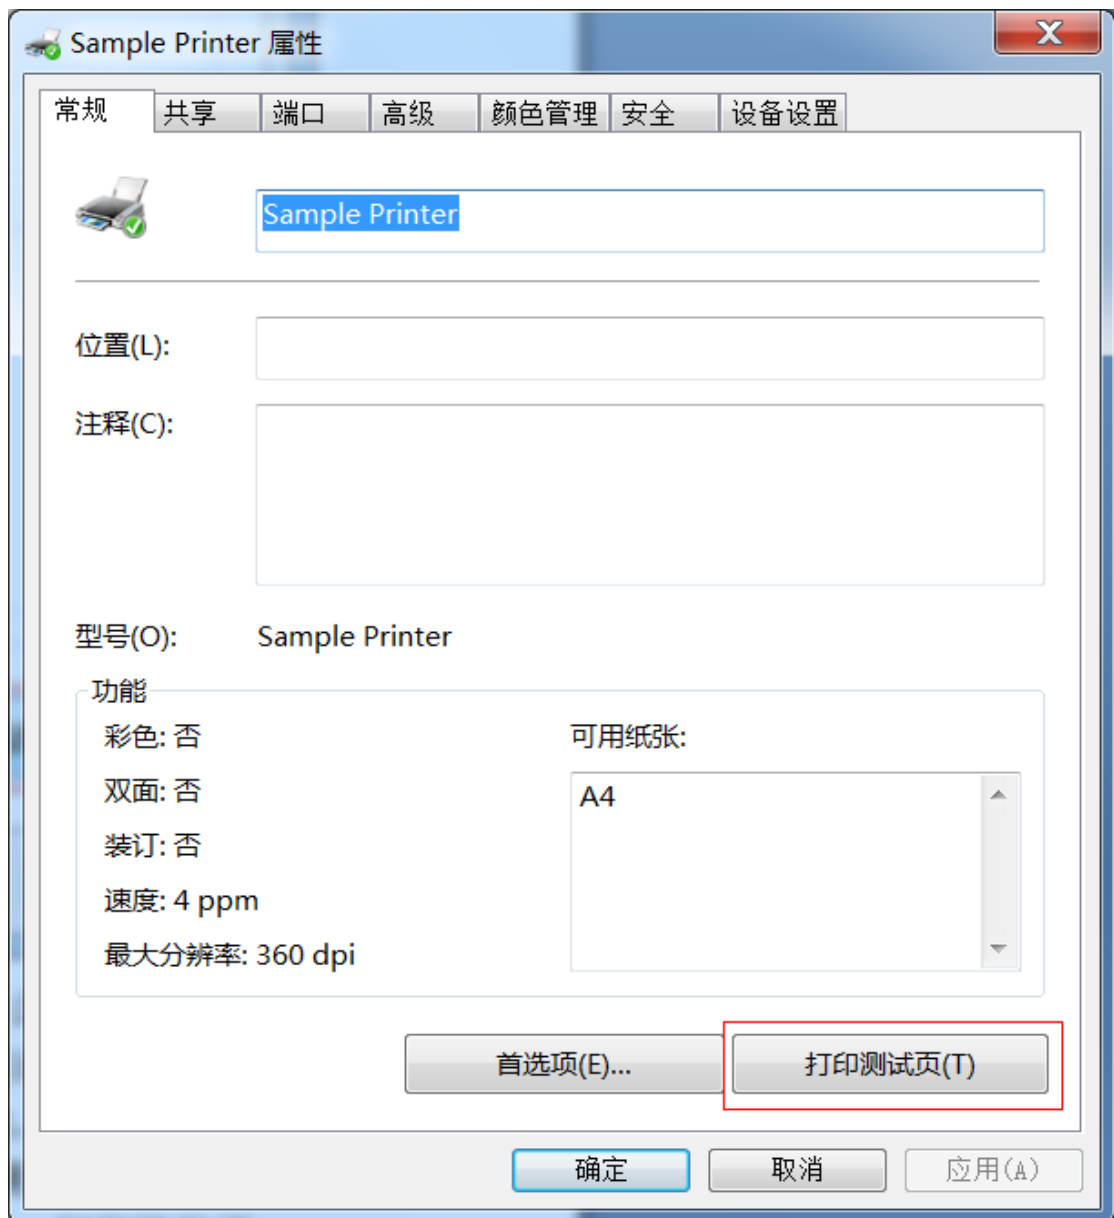 Sample Printer 属性
常规 共享 端口 高级 颜色管理 安全 设备设置
Sample Printer
位置(L):
注释(C):
型号(O): Sample Printer
功能
彩色: 否 可用纸张:
双面: 否 A4
装订: 否
速度: 4 ppm
最大分辨率: 360 dpi
首选项(E)... 打印测试页(T)
确定 取消 应用(A)